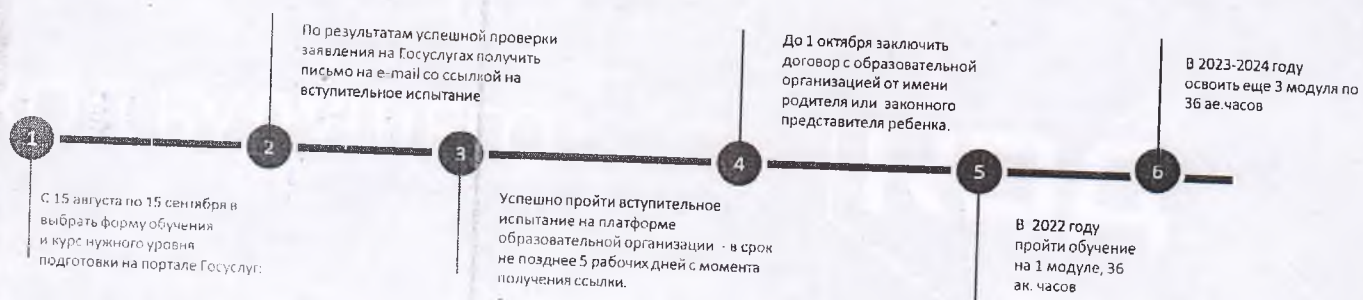 1
С 15 августа по 15 сентября в
выбрать форму обучения
и курс нужного уровня
подготовки на портале Госуслуг:
2
По результатам успешной проверки
заявления на Госуслугах получить
письмо на e-mail со ссылкой на
вступительное испытание
3
Успешно пройти вступительное
испытание на платформе
образовательной организации - в срок
не позднее 5 рабочих дней с момента
получения ссылки.
4
До 1 октября заключить
договор с образовательной
организацией от имени
родителя или законного
представителя ребенка.
5
В 2022 году
пройти обучение
на 1 модуле, 36
ак. часов
6
В 2023-2024 году
освоить еще 3 модуля по
36 ае.часов